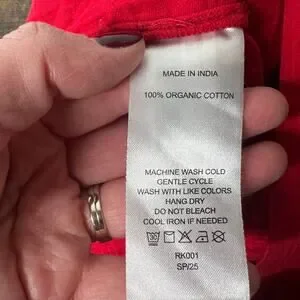 MADE IN INDIA
100% ORGANIC COTTON
MACHINE WASH COLD
GENTLE CYCLE
WASH WITH LIKE COLORS
HANG DRY
DO NOT BLEACH
COOL IRON IF NEEDED
RK001
SP/25